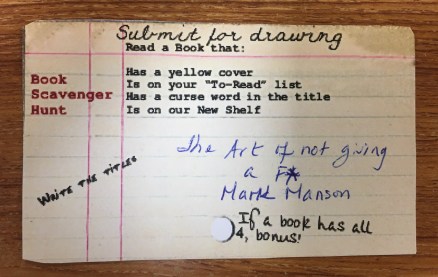 Submit for drawing
Read a Book that:
Has a yellow cover
Book
Is on your "To-Read" list
Scavenger
Has a curse word in the title
Hunt
Is on our New Shelf
The Art of not giving
a F*
Mark Manson
WRITE THE TITLES
If a book has all
4, bonus!